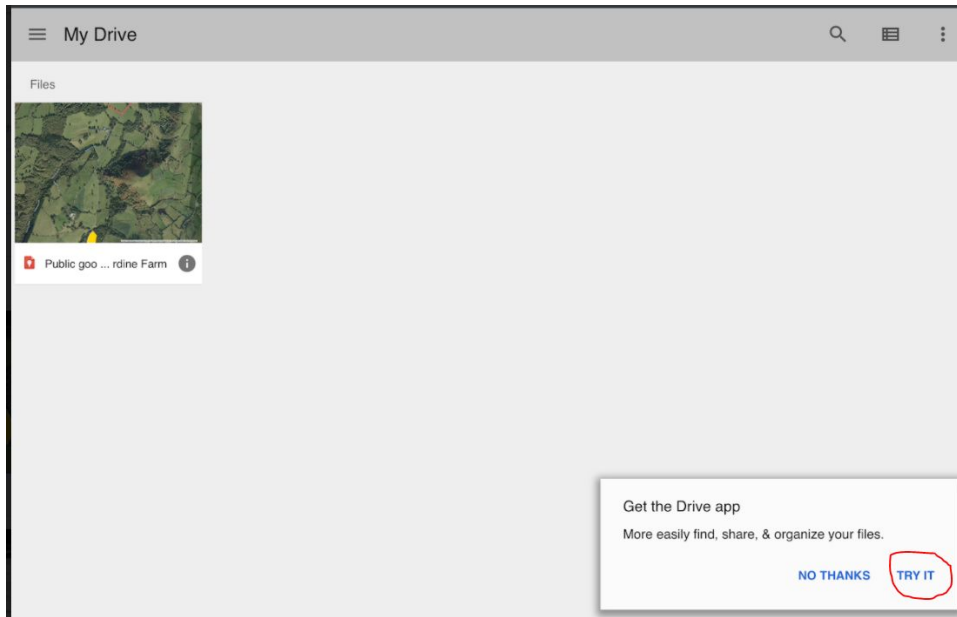 My Drive
Files
Public goo ... rdine Farm
Get the Drive app
More easily find, share, & organize your files.
NO THANKS TRY IT